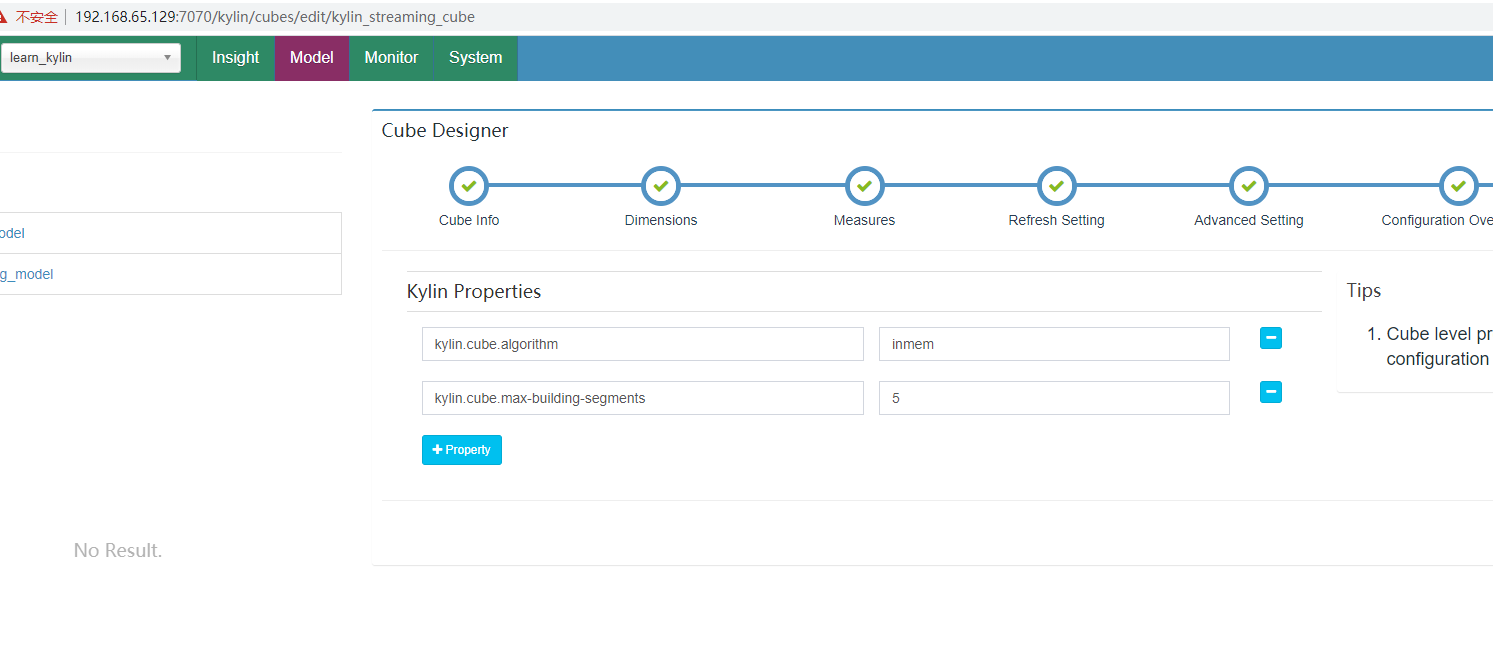 不安全 192.168.65.129:7070/kylin/cubes/edit/kylin_streaming_cube
learn_kylin Insight Model Monitor System
Cube Designer
Cube Info Dimensions Measures Refresh Setting Advanced Setting Configuration Ove
odel
g_model
Kylin Properties
kylin.cube.algorithm inmem
kylin.cube.max-building-segments 5
Property
Tips
1. Cube level pr
configuration
No Result.